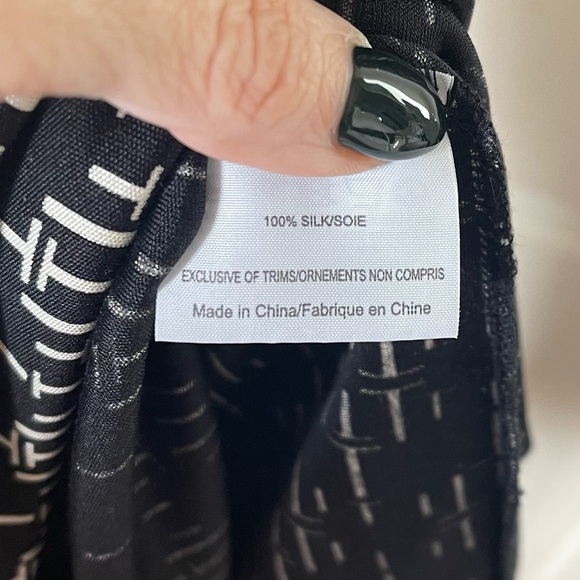 100% SILK/SOIE
EXCLUSIVE OF TRIMS/ORNEMENTS NON COMPRIS
Made in China/Fabrique en Chine